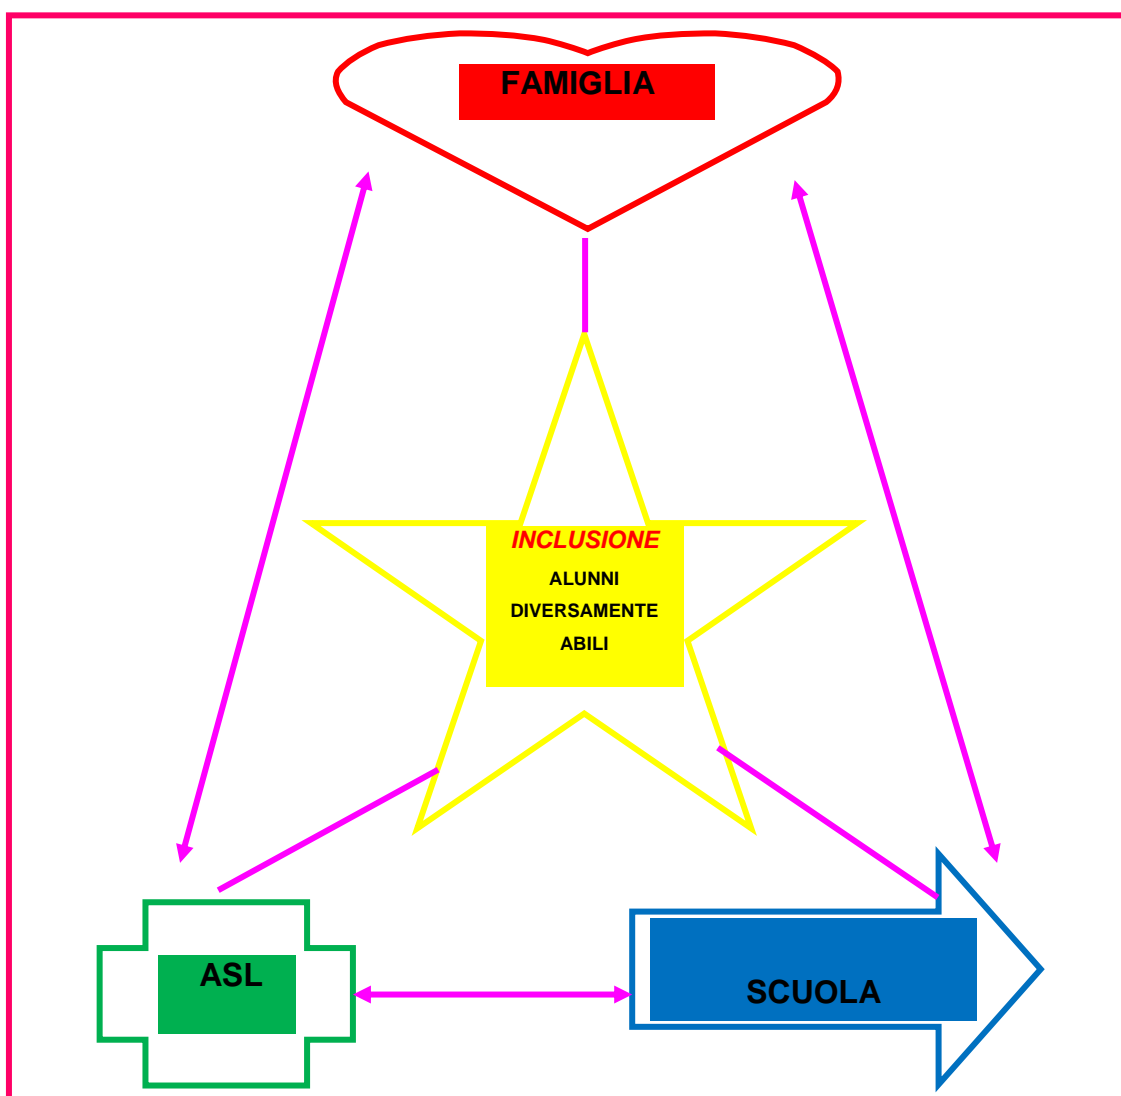 FAMIGLIA
INCLUSIONE
ALUNNI
DIVERSAMENTE
ABILI
ASL
SCUOLA